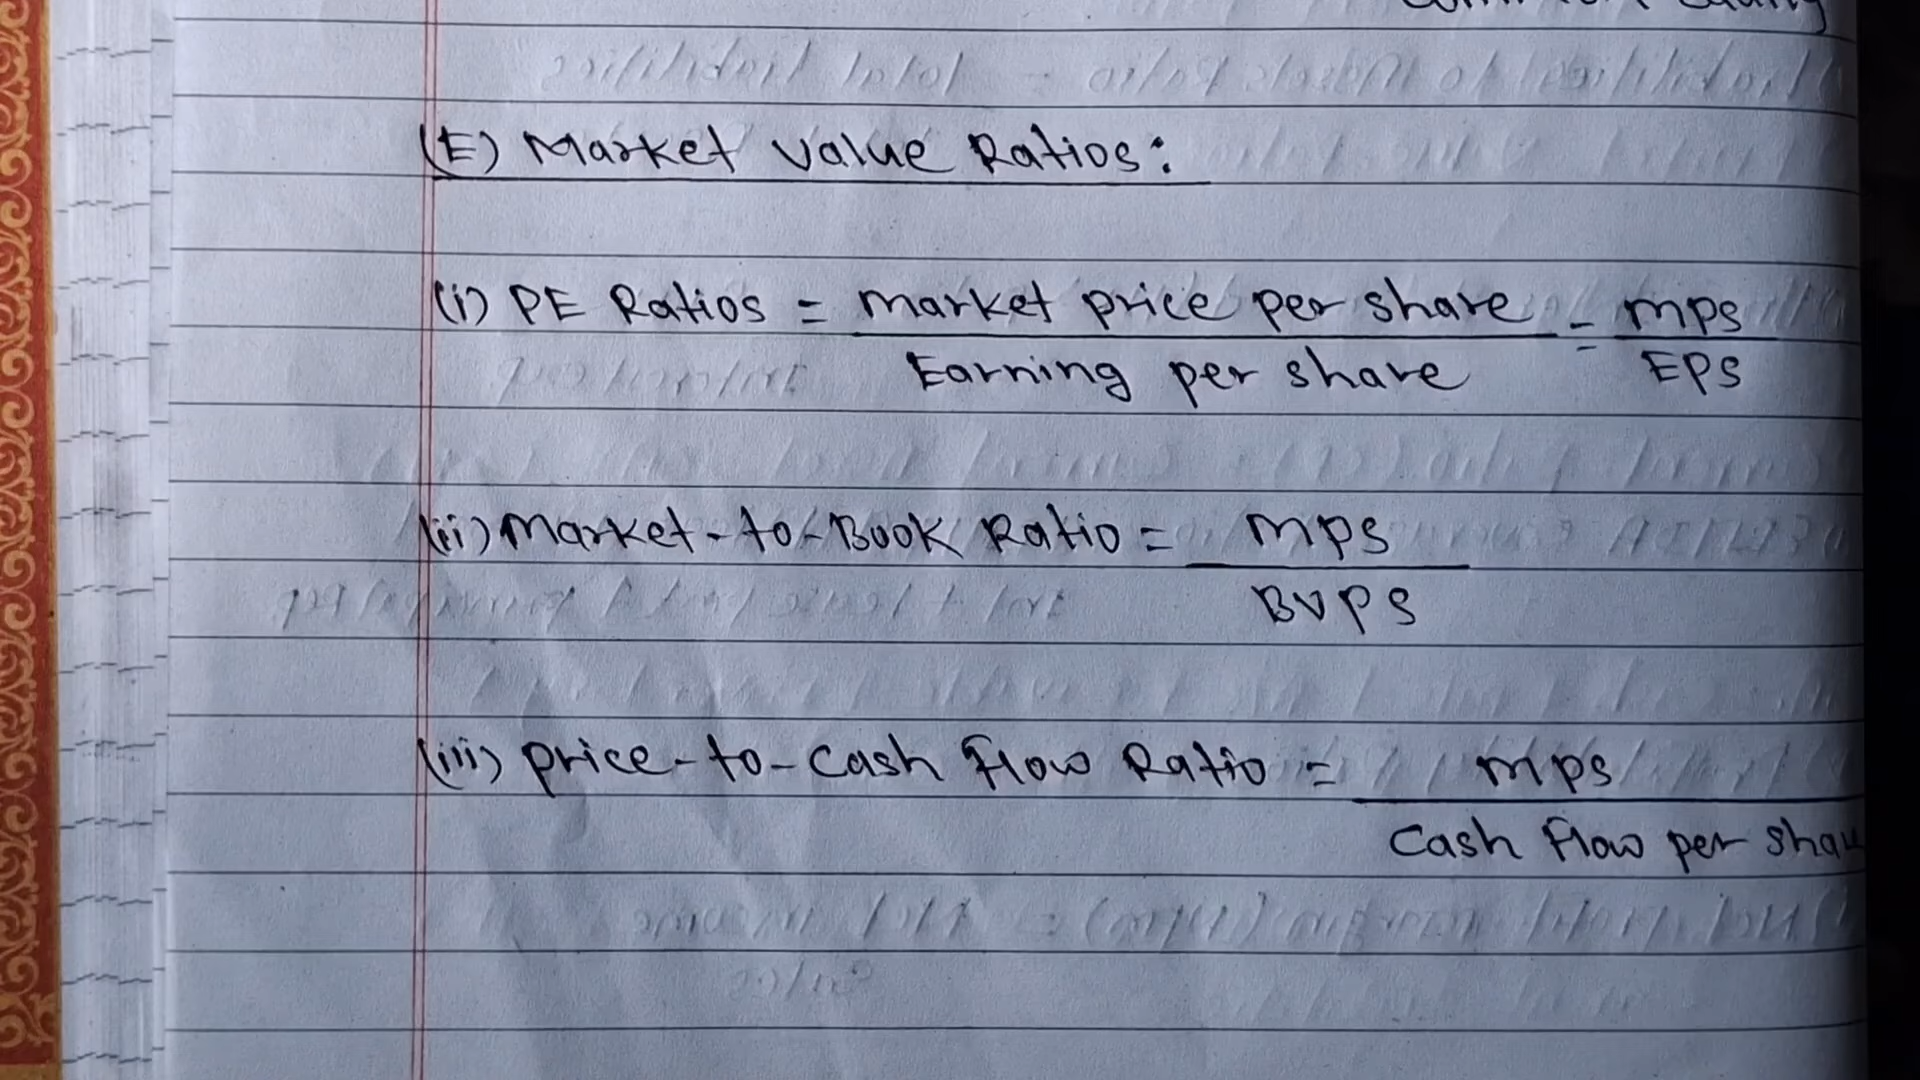 (E) Market Value Ratios:
(i) PE Ratios = market price per share / Earning per share = mps / EPS
(ii) Market-to-Book Ratio = mps / BVPS
(iii) price-to-Cash Flow Ratio = mps / Cash Flow per